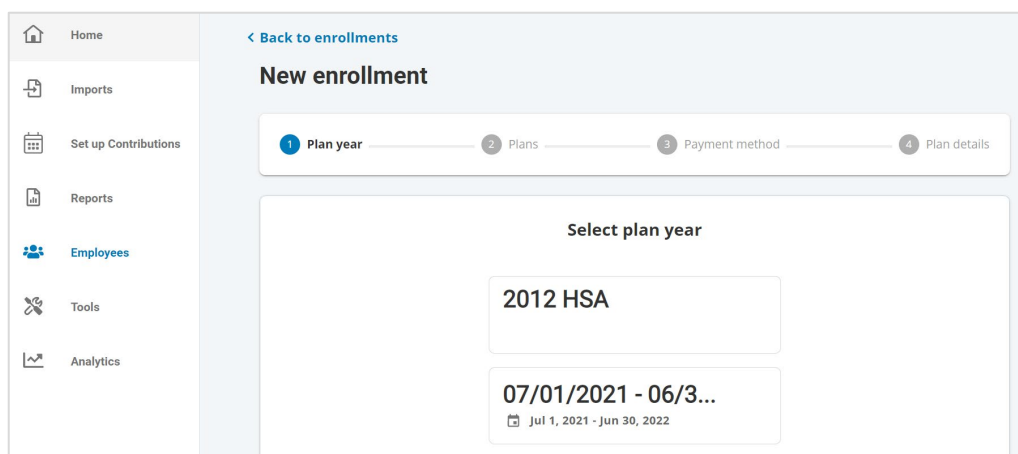 Home
Imports
Set up Contributions
Reports
Employees
Tools
Analytics
Back to enrollments
New enrollment
1 Plan year 2 Plans 3 Payment method 4 Plan details
Select plan year
2012 HSA
07/01/2021 - 06/3...
Jul 1, 2021 - Jun 30, 2022